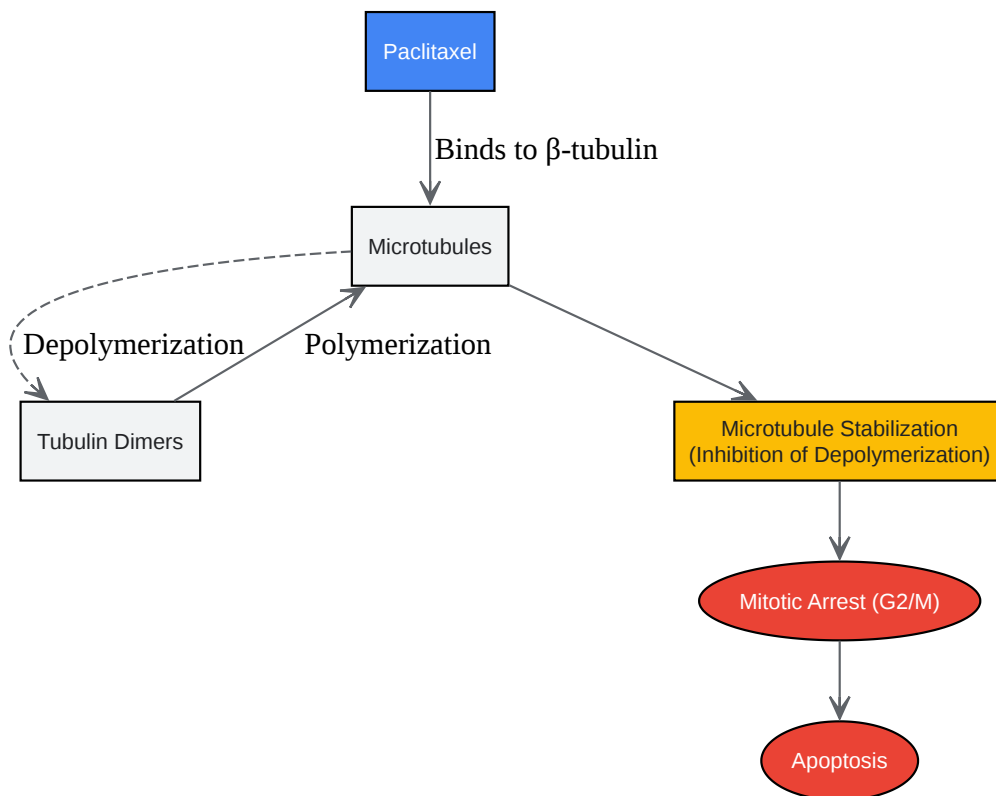 Paclitaxel
Binds to β-tubulin
Microtubules
Depolymerization
Polymerization
Tubulin Dimers
Microtubule Stabilization
(Inhibition of Depolymerization)
Mitotic Arrest (G2/M)
Apoptosis